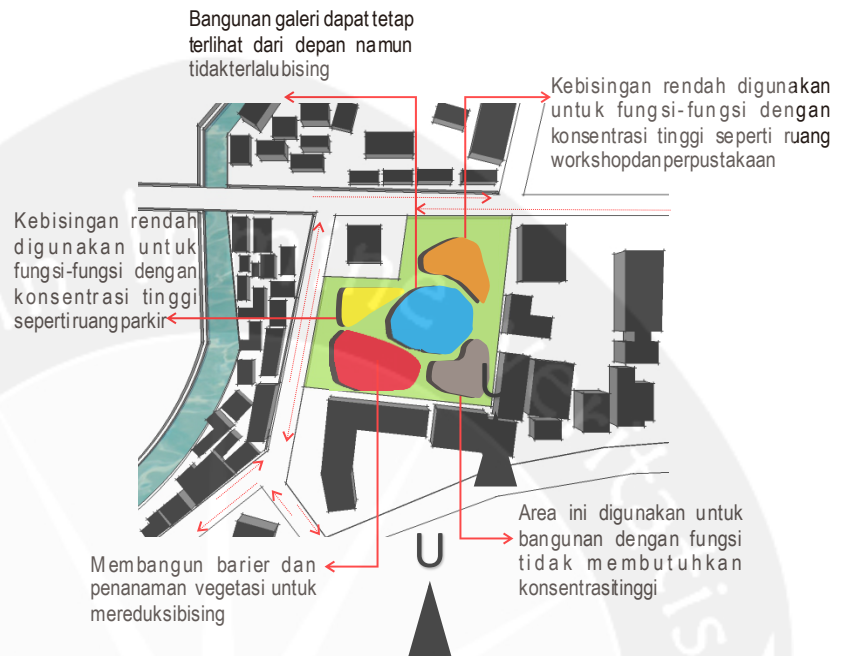 Bangunan galeri dapat tetap
terlihat dari depan namun
tidakterlalubising
Kebisingan rendah digunakan
untuk fungsi-fungsi dengan
konsentrasi tinggi seperti ruang
workshopdanperpustakaan
Kebisingan rendah
digunakan untuk
fungsi-fungsi dengan
konsentrasi tinggi
sepertiruangparkir
Area ini digunakan untuk
bangunan dengan fungsi
tidak membutuhkan
konsentrasitinggi
Membangun barier dan
penanaman vegetasi untuk
mereduksibising
U
U